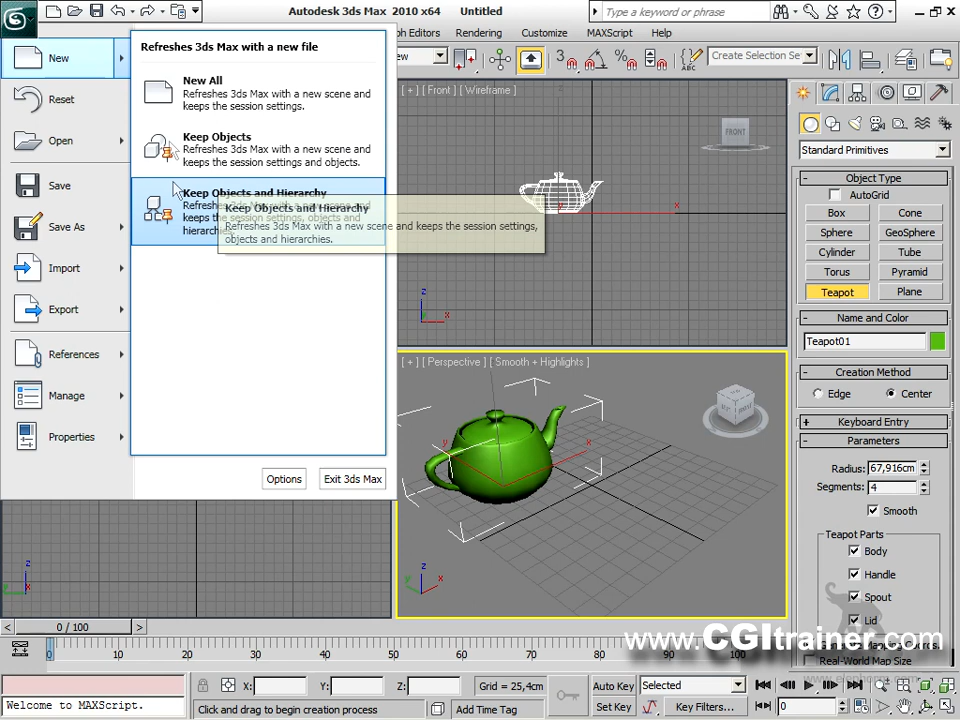 Autodesk 3ds Max 2010 x64 Untitled
Type a keyword or phrase
ph Editors Rendering Customize MAXScript Help
ew
3
ABC
Create Selection Se
New
Reset
Open
Save
Save As
Import
Export
References
Manage
Properties
Refreshes 3ds Max with a new file
New All
Refreshes 3ds Max with a new scene and
keeps the session settings.
Keep Objects
Refreshes 3ds Max with a new scene and
keeps the session settings and objects.
Keep Objects and Hierarchy
Keep Objects and Hierarchy
Refreshes 3ds Max with a new scene and keeps the session settings,
objects and hierarchies.
Options
Exit 3ds Max
[ + ] [ Front ] [ Wireframe ]
FRONT
x
z
x
[ + ] [ Perspective ] [ Smooth + Highlights ]
y
x
z
y
x
z
Standard Primitives
- Object Type
AutoGrid
Box Cone
Sphere GeoSphere
Cylinder Tube
Torus Pyramid
Teapot Plane
- Name and Color
Teapot01
- Creation Method
Edge Center
+ Keyboard Entry
- Parameters
Radius: 67,916cm
Segments: 4
Smooth
Teapot Parts
Body
Handle
Spout
Lid
Real-World Map Size
www.CGItrainer.com
< 0 / 100 >
0 10 20 30 40 50 60 70 80 90 100
Welcome to MAXScript.
X: Y: Z: Grid = 25,4cm
Click and drag to begin creation process
Add Time Tag
Auto Key Selected
Set Key Key Filters...
0